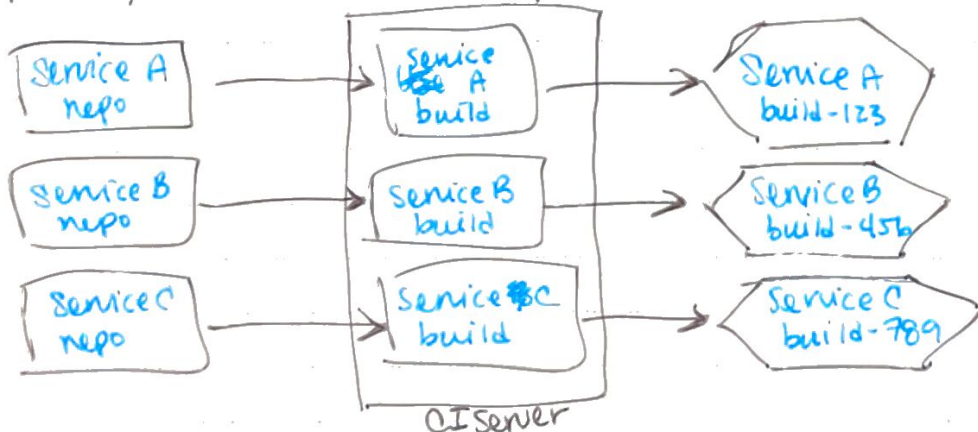 Service A
repo
Service
A
build
Service A
build-123
Service B
repo
Service B
build
Service B
build-456
Service C
repo
Service C
build
Service C
build-789
CI Server